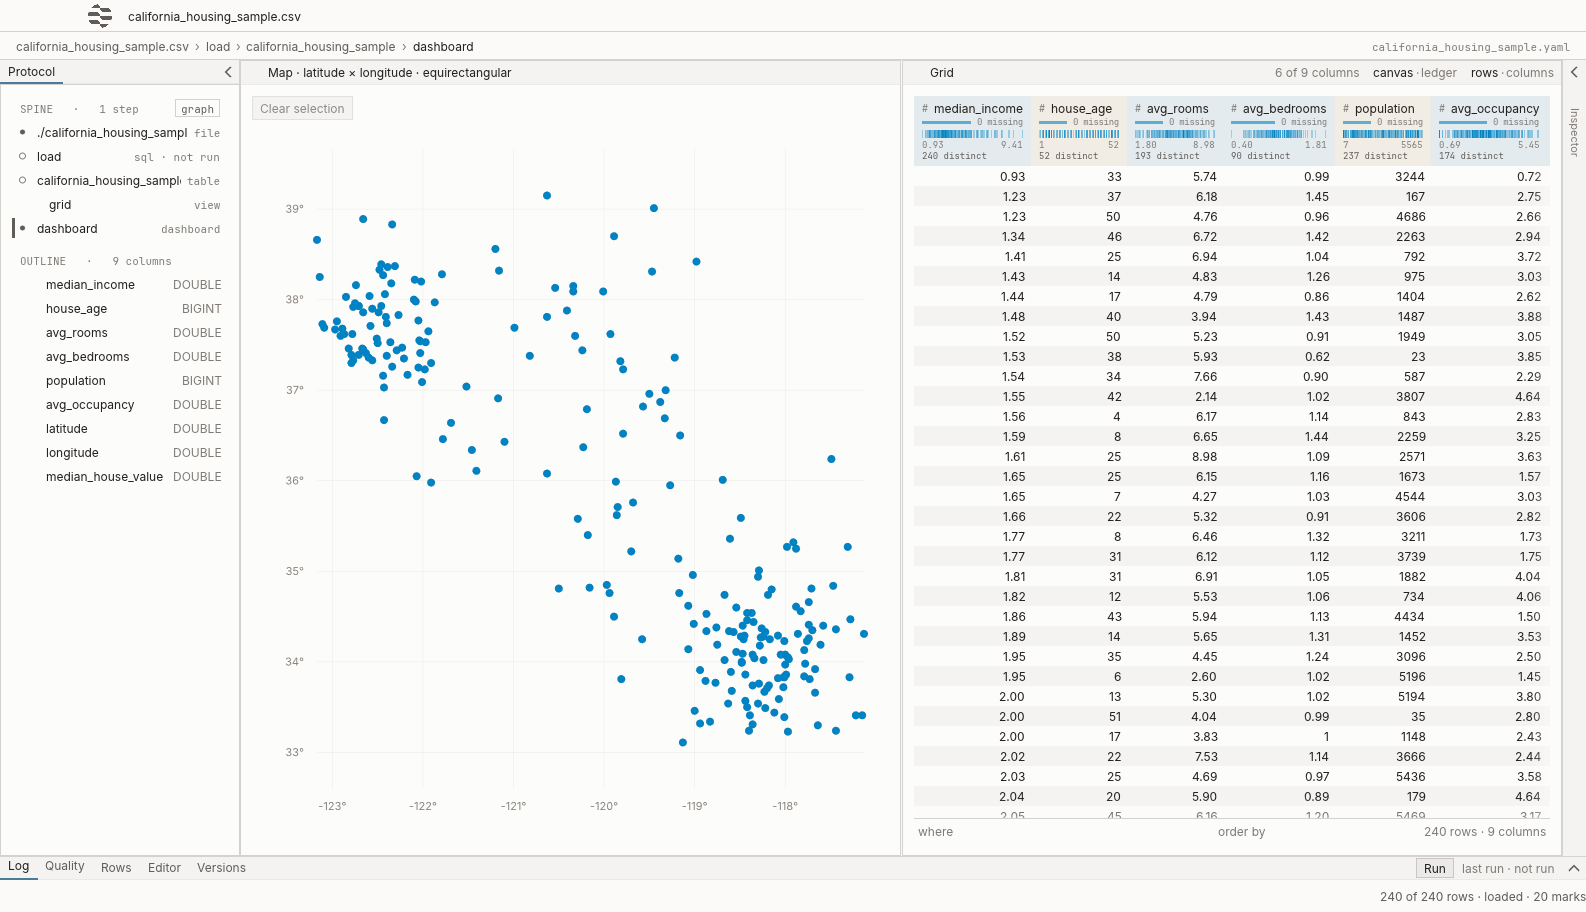 california_housing_sample.csv
california_housing_sample.csv › load › california_housing_sample › dashboard
california_housing_sample.yaml
Protocol
SPINE · 1 step graph
./california_housing_sampl file
load sql · not run
california_housing_sampl table
grid view
dashboard dashboard
OUTLINE · 9 columns
median_income DOUBLE
house_age BIGINT
avg_rooms DOUBLE
avg_bedrooms DOUBLE
population BIGINT
avg_occupancy DOUBLE
latitude DOUBLE
longitude DOUBLE
median_house_value DOUBLE
Map · latitude × longitude · equirectangular
Clear selection
39°
38°
37°
36°
35°
34°
33°
-123° -122° -121° -120° -119° -118°
Grid 6 of 9 columns canvas · ledger rows · columns
# median_income # house_age # avg_rooms # avg_bedrooms # population # avg_occupancy
0 missing 0 missing 0 missing 0 missing 0 missing 0 missing
0.93 9.41 1 52 1.80 8.98 0.40 1.81 7 5565 0.69 5.45
240 distinct 52 distinct 193 distinct 90 distinct 237 distinct 174 distinct
0.93 33 5.74 0.99 3244 0.72
1.23 37 6.18 1.45 167 2.75
1.23 50 4.76 0.96 4686 2.66
1.34 46 6.72 1.42 2263 2.94
1.41 25 6.94 1.04 792 3.72
1.43 14 4.83 1.26 975 3.03
1.44 17 4.79 0.86 1404 2.62
1.48 40 3.94 1.43 1487 3.88
1.52 50 5.23 0.91 1949 3.05
1.53 38 5.93 0.62 23 3.85
1.54 34 7.66 0.90 587 2.29
1.55 42 2.14 1.02 3807 4.64
1.56 4 6.17 1.14 843 2.83
1.59 8 6.65 1.44 2259 3.25
1.61 25 8.98 1.09 2571 3.63
1.65 25 6.15 1.16 1673 1.57
1.65 7 4.27 1.03 4544 3.03
1.66 22 5.32 0.91 3606 2.82
1.77 8 6.46 1.32 3211 1.73
1.77 31 6.12 1.12 3739 1.75
1.81 31 6.91 1.05 1882 4.04
1.82 12 5.53 1.06 734 4.06
1.86 43 5.94 1.13 4434 1.50
1.89 14 5.65 1.31 1452 3.53
1.95 35 4.45 1.24 3096 2.50
1.95 6 2.60 1.02 5196 1.45
2.00 13 5.30 1.02 5194 3.80
2.00 51 4.04 0.99 35 2.80
2.00 17 3.83 1 1148 2.43
2.02 22 7.53 1.14 3666 2.44
2.03 25 4.69 0.97 5436 3.58
2.04 20 5.90 0.89 179 4.64
2.05 45 6.16 1.20 5469 3.17
where order by 240 rows · 9 columns
Inspector
Log Quality Rows Editor Versions
Run last run · not run
240 of 240 rows · loaded · 20 marks